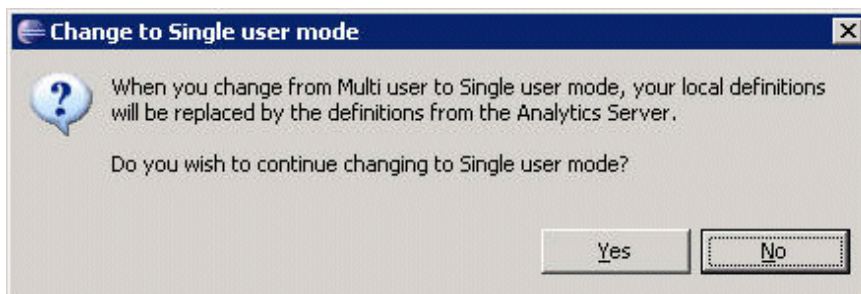 Change to Single user mode
When you change from Multi user to Single user mode, your local definitions
will be replaced by the definitions from the Analytics Server.
Do you wish to continue changing to Single user mode?
Yes
No